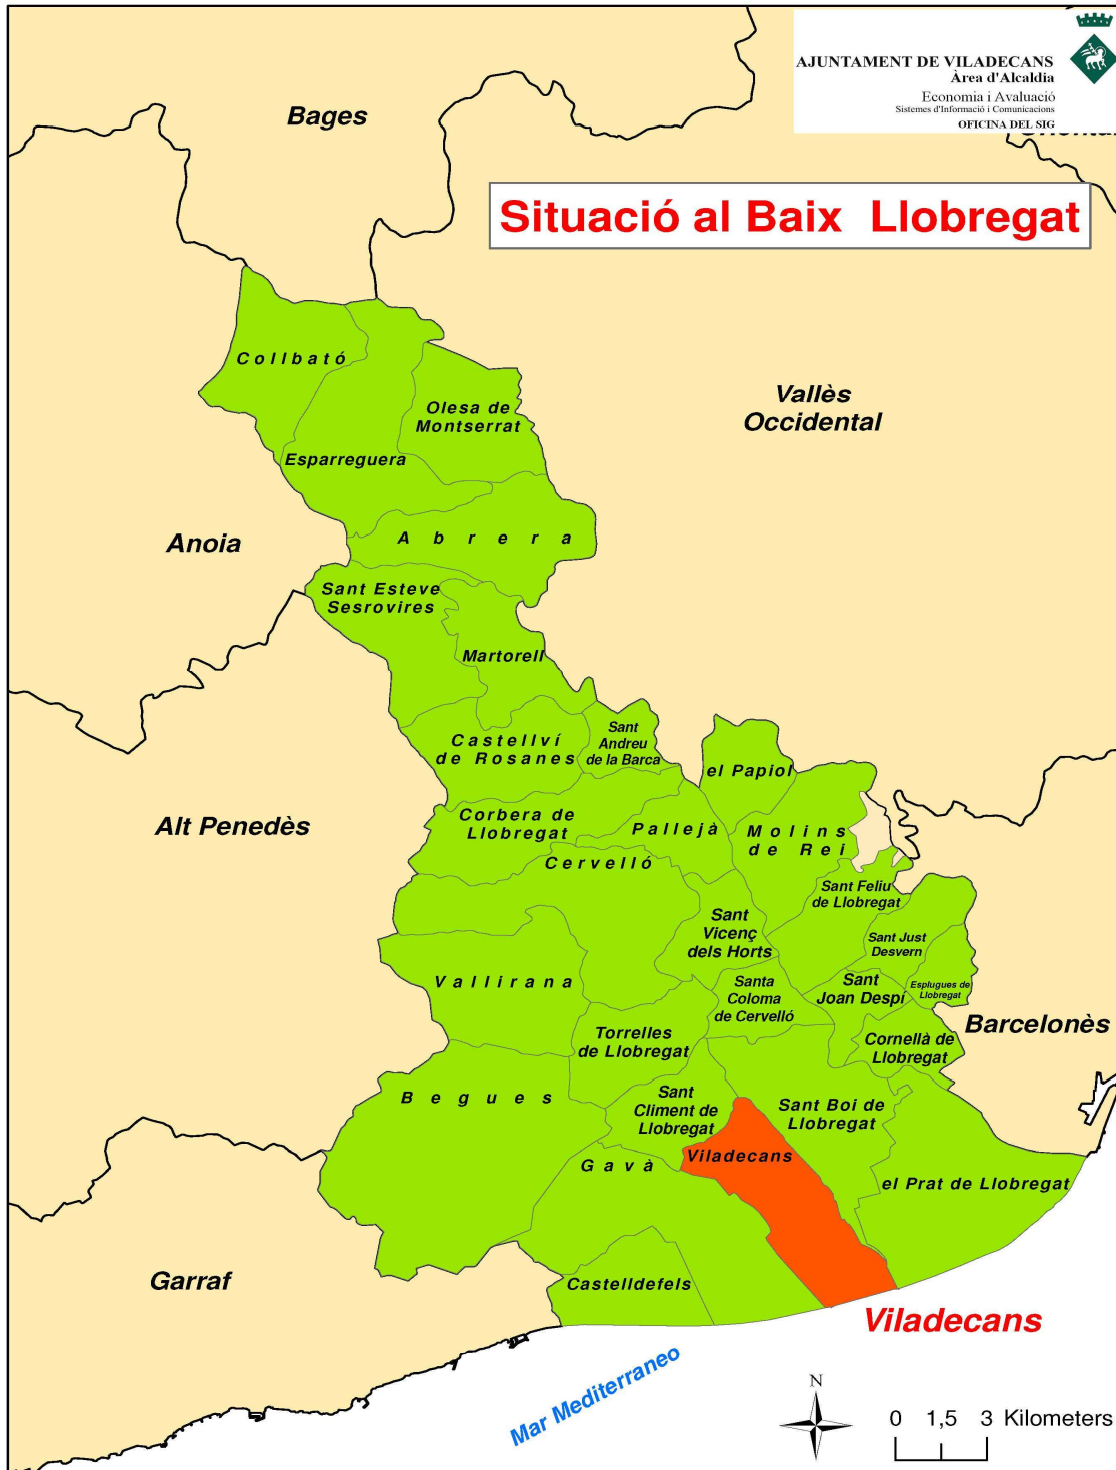 AJUNTAMENT DE VILADECANS
Àrea d'Alcaldia
Economia i Avaluació
Sistemes d'Informació i Comunicacions
OFICINA DEL SIG
Bages
Situació al Baix Llobregat
Collbató
Olesa de
Montserrat
Vallès
Occidental
Esparreguera
Abrera
Anoia
Sant Esteve
Sesrovires
Martorell
Castellví
de Rosanes
Sant
Andreu
de la Barca
el Papiol
Alt Penedès
Corbera de
Llobregat
Pallejà
Molins
de Rei
Cervelló
Sant Feliu
de Llobregat
Sant
Vicenç
dels Horts
Sant Just
Desvern
Vallirana
Santa
Coloma
de Cervelló
Sant
Joan Despí
Esplugues de
Llobregat
Barcelonès
Torrelles
de Llobregat
Cornellà de
Llobregat
Begues
Sant
Climent de
Llobregat
Sant Boi de
Llobregat
Viladecans
Gavà
el Prat de Llobregat
Garraf
Castelldefels
Viladecans
Mar Mediterraneo
N
0 1,5 3 Kilometers